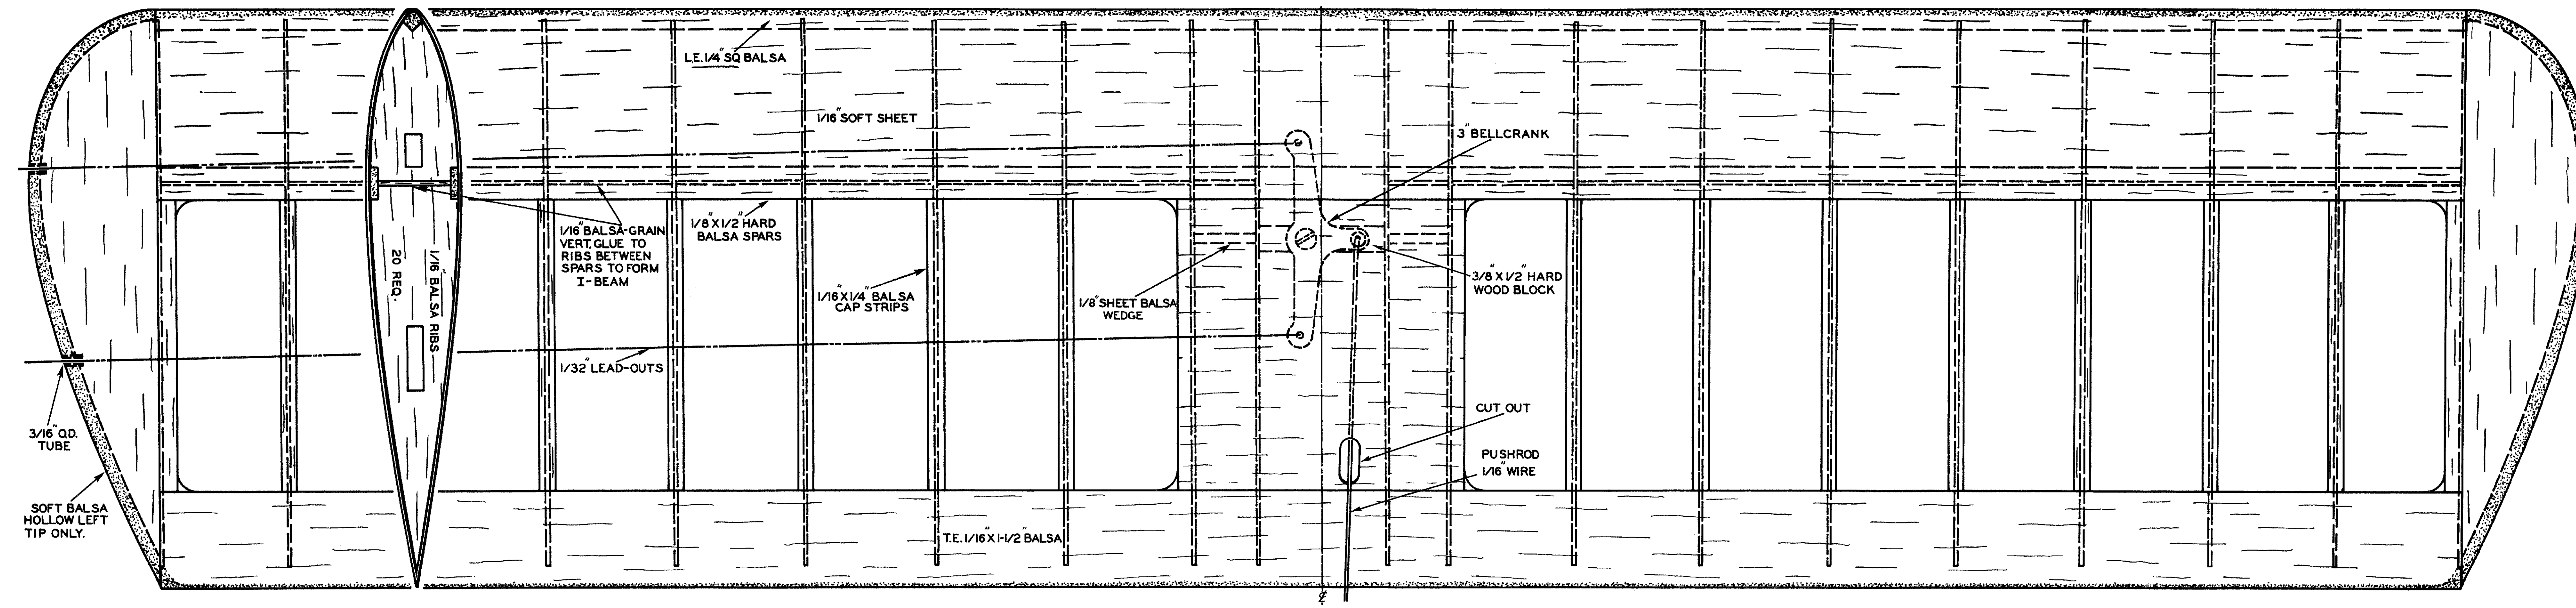 L.E. 1/4" SQ BALSA
1/16" SOFT SHEET
3" BELLCRANK
1/16" BALSA-GRAIN
VERT. GLUE TO
RIBS BETWEEN
SPARS TO FORM
I-BEAM
1/8" X 1/2" HARD
BALSA SPARS
1/16" BALSA RIBS
20 REQ.
1/16 X 1/4" BALSA
CAP STRIPS
1/8" SHEET BALSA
WEDGE
3/8" X 1/2" HARD
WOOD BLOCK
1/32" LEAD-OUTS
CUT OUT
3/16" O.D.
TUBE
PUSHROD
1/16" WIRE
SOFT BALSA
HOLLOW LEFT
TIP ONLY.
T.E. 1/16" X 1-1/2" BALSA
℄